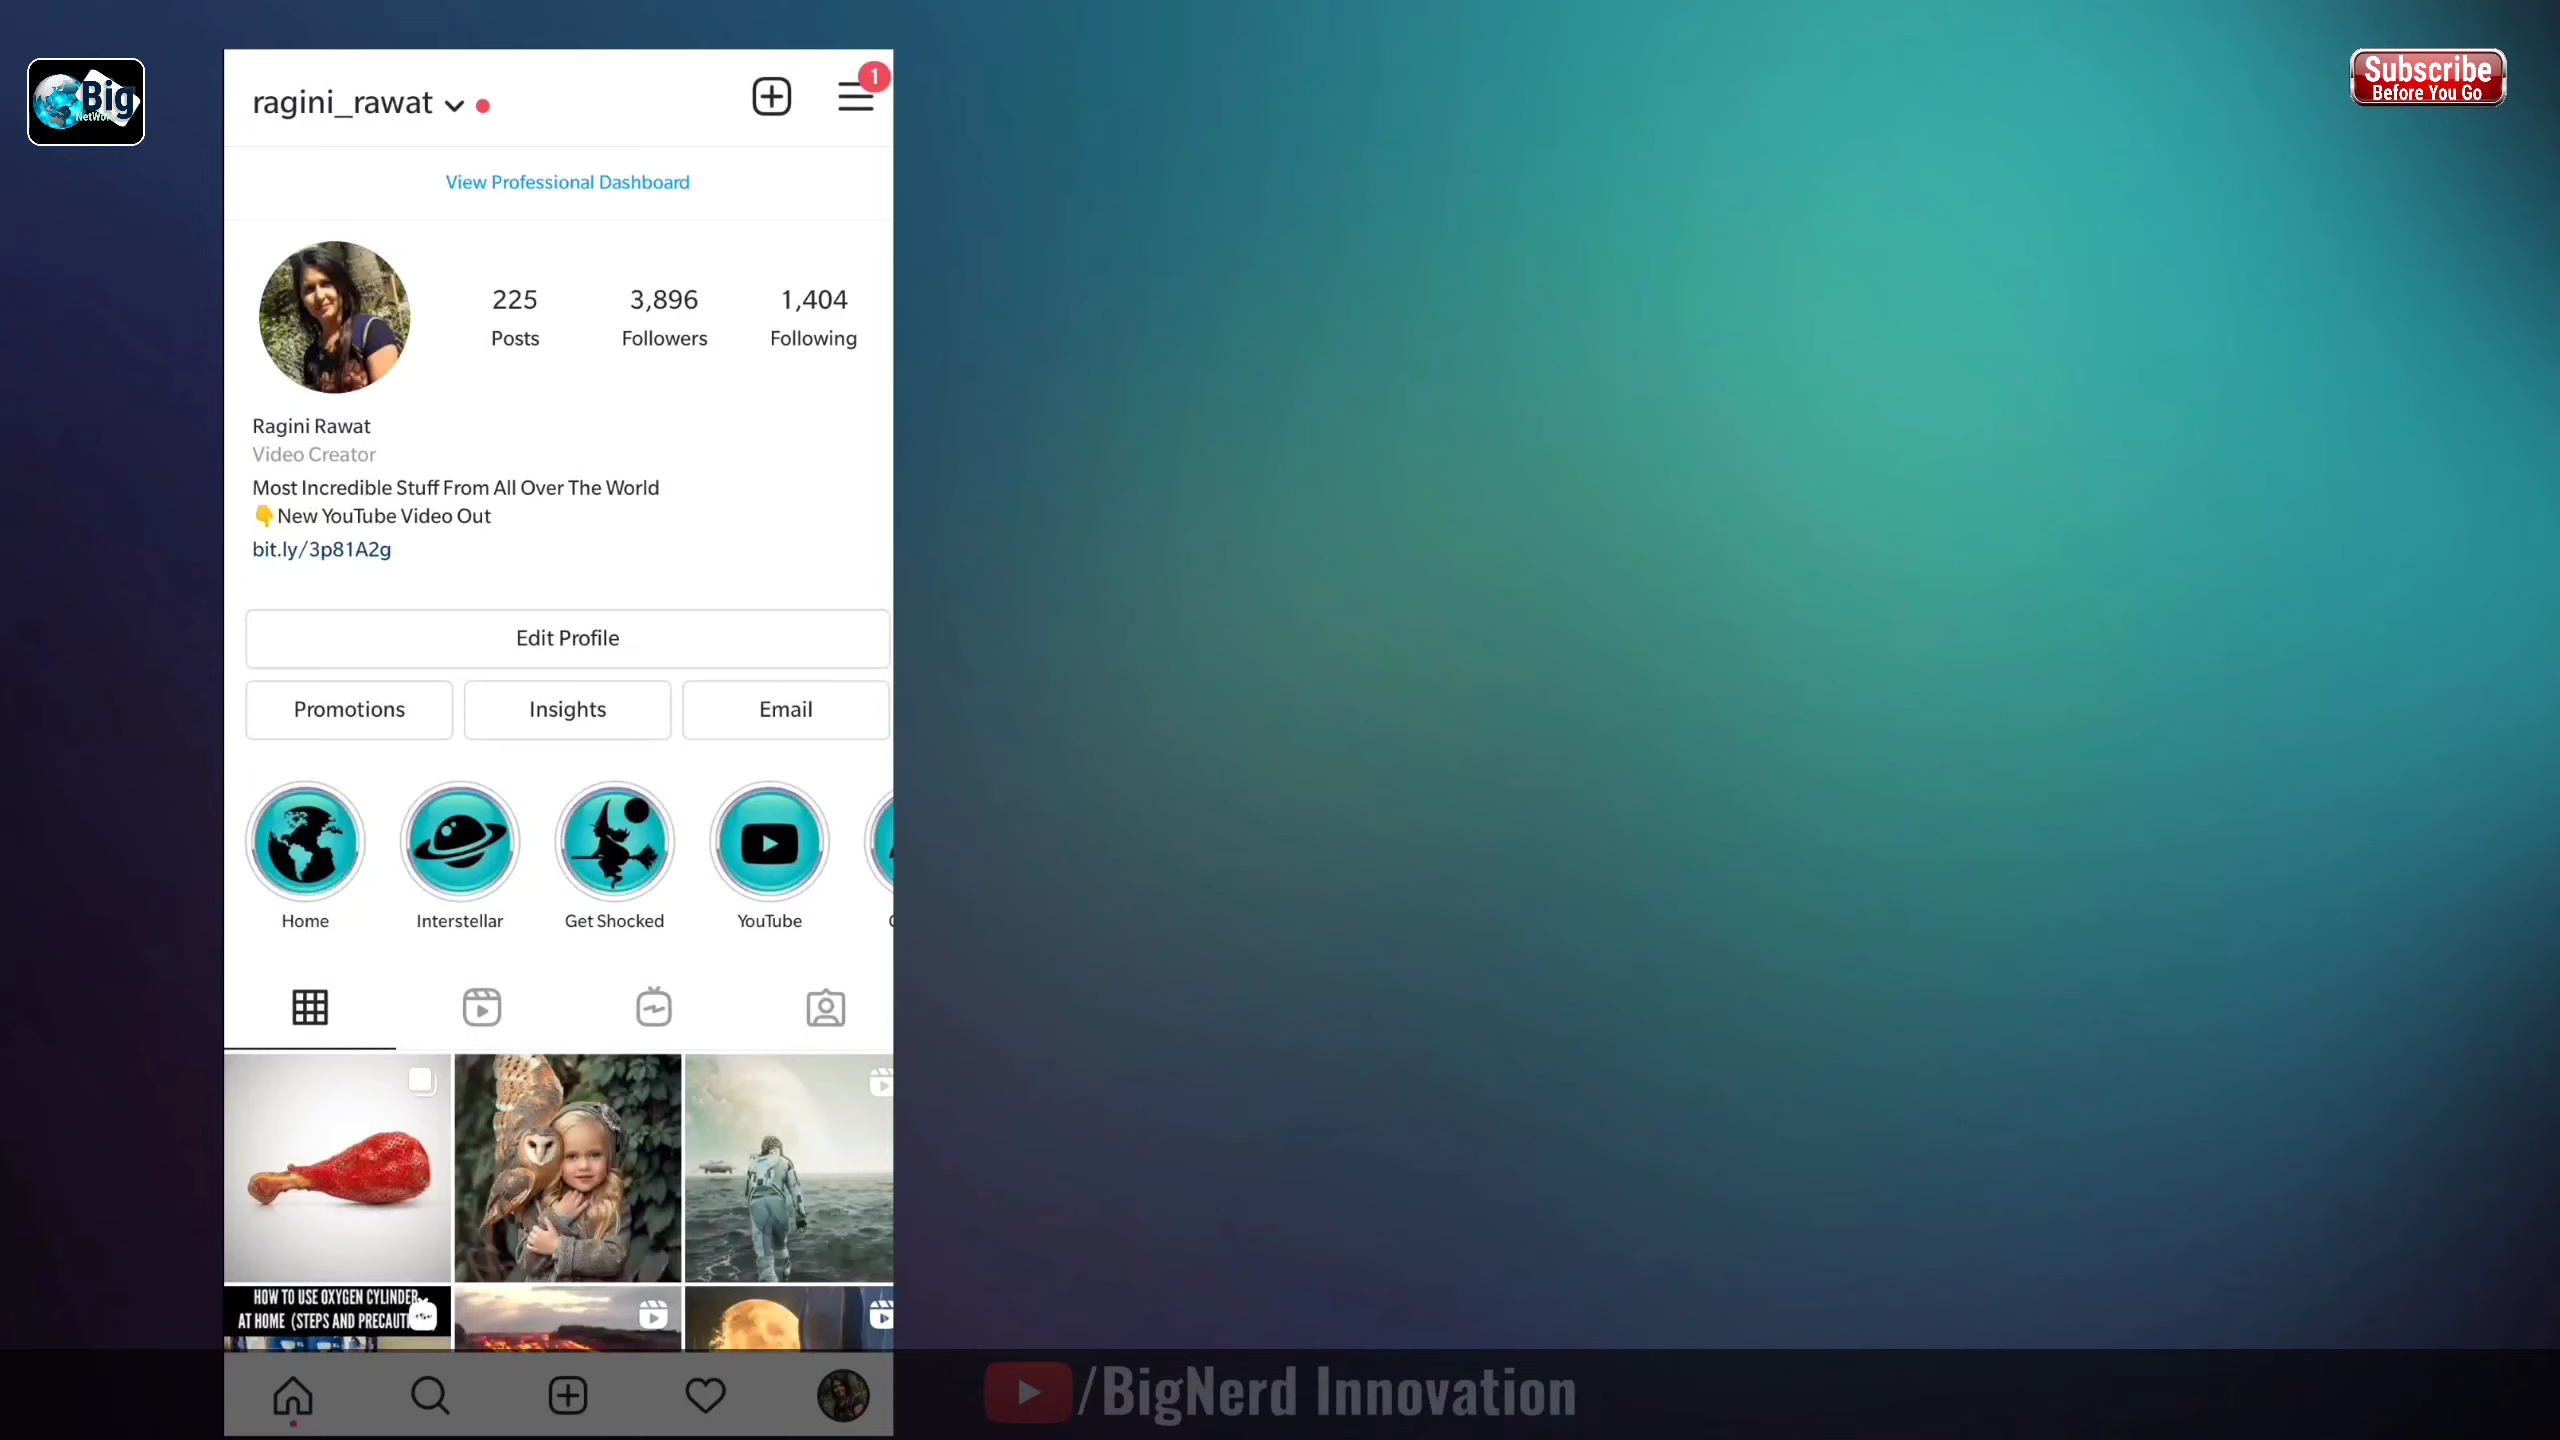 Big
NetWork
Subscribe
Before You Go
ragini_rawat
1
View Professional Dashboard
225
3,896
1,404
Posts
Followers
Following
Ragini Rawat
Video Creator
Most Incredible Stuff From All Over The World
👇New YouTube Video Out
bit.ly/3p81A2g
Edit Profile
Promotions
Insights
Email
Home
Interstellar
Get Shocked
YouTube
HOW TO USE OXYGEN CYLINDER
AT HOME (STEPS AND
/BigNerd Innovation